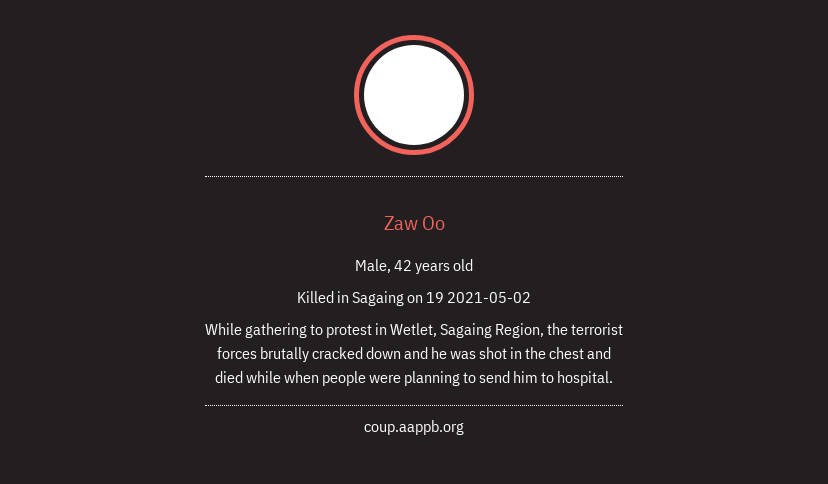 Zaw Oo
Male, 42 years old
Killed in Sagaing on 19 2021-05-02
While gathering to protest in Wetlet, Sagaing Region, the terrorist
forces brutally cracked down and he was shot in the chest and
died while when people were planning to send him to hospital.
coup.aappb.org